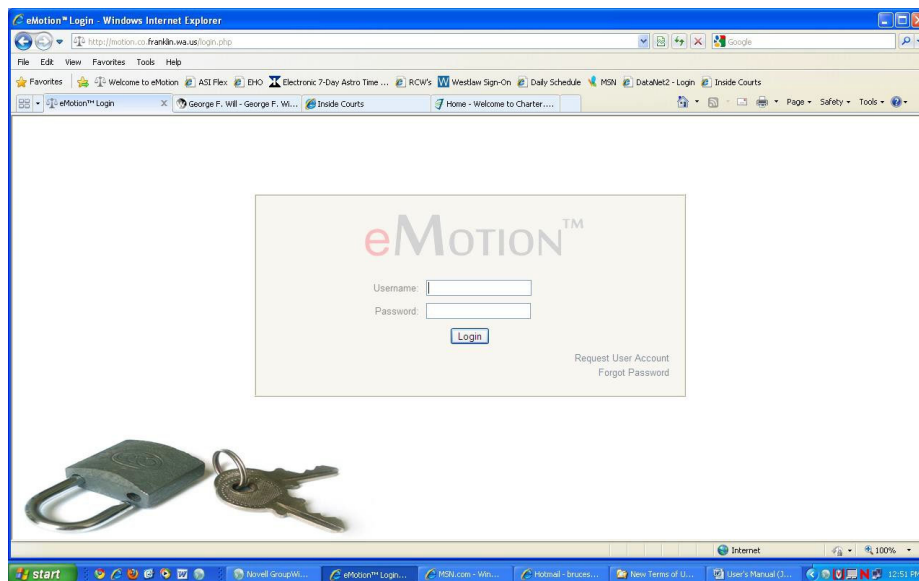 eMotion™ Login - Windows Internet Explorer
http://motion.co.franklin.wa.us/login.php
Google
File Edit View Favorites Tools Help
Favorites Welcome to eMotion ASI Flex EHO Electronic 7-Day Astro Time ... RCW's Westlaw Sign-On Daily Schedule MSN DataNet2 - Login Inside Courts
eMotion™ Login George F. Will - George F. Wi... Inside Courts Home - Welcome to Charter.... Page Safety Tools
eMOTION™
Username:
Password:
Login
Request User Account
Forgot Password
Internet 100%
start Novell GroupWi... eMotion™ Login... MSN.com - Win... Hotmail - bruces... New Terms of U... User's Manual (J... 12:51 PM